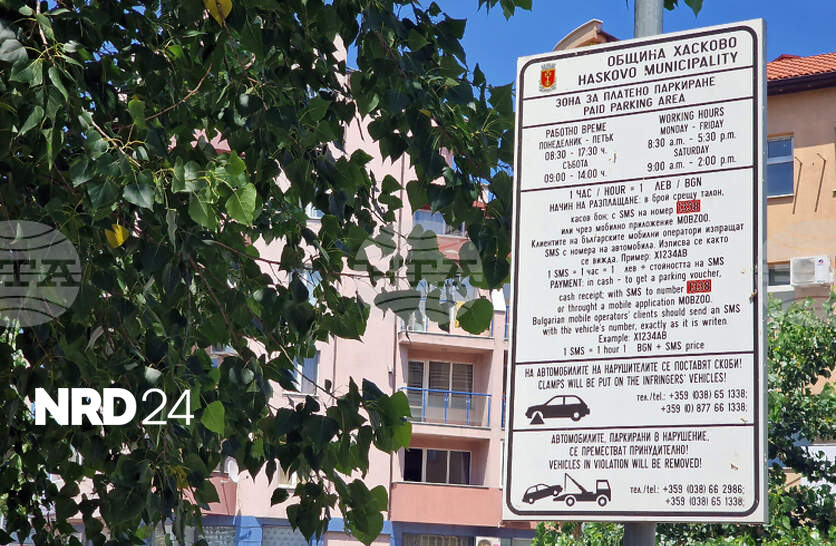 ОБЩИНА ХАСКОВО
HASKOVO MUNICIPALITY
ЗОНА ЗА ПЛАТЕНО ПАРКИРАНЕ
PAID PARKING AREA
РАБОТНО ВРЕМЕ
ПОНЕДЕЛНИК - ПЕТЪК
08:30 - 17:30 ч.
СЪБОТА
09:00 - 14:00 ч.
WORKING HOURS
MONDAY - FRIDAY
8:30 a.m. - 5:30 p.m.
SATURDAY
9:00 a.m. - 2:00 p.m.
1 ЧАС / HOUR = 1 ЛЕВ / BGN
НАЧИН НА РАЗПЛАЩАНЕ: в брой срещу талон,
касов бон; с SMS на номер
или чрез мобилно приложение MOBZOO.
Клиентите на българските мобилни оператори изпращат
SMS с номера на автомобила. Изписва се както
се вижда. Пример: X1234AB
1 SMS = 1 час = 1 лев + стойността на SMS
PAYMENT: in cash - to get a parking voucher,
cash receipt; with SMS to number
or throught a mobile application MOBZOO.
Bulgarian mobile operators' clients should send an SMS
with the vehicle's number, exactly as it is writen.
Example: X1234AB
1 SMS = 1 hour 1 BGN + SMS price
НА АВТОМОБИЛИТЕ НА НАРУШИТЕЛИТЕ СЕ ПОСТАВЯТ СКОБИ!
CLAMPS WILL BE PUT ON THE INFRINGERS' VEHICLES!
тел./tel.: +359 (038) 65 1338;
+359 (0) 877 66 1338;
АВТОМОБИЛИТЕ, ПАРКИРАНИ В НАРУШЕНИЕ,
СЕ ПРЕМЕСТВАТ ПРИНУДИТЕЛНО!
VEHICLES IN VIOLATION WILL BE REMOVED!
тел./tel.: +359 (038) 66 2986;
+359 (038) 65 1338;
NRD24